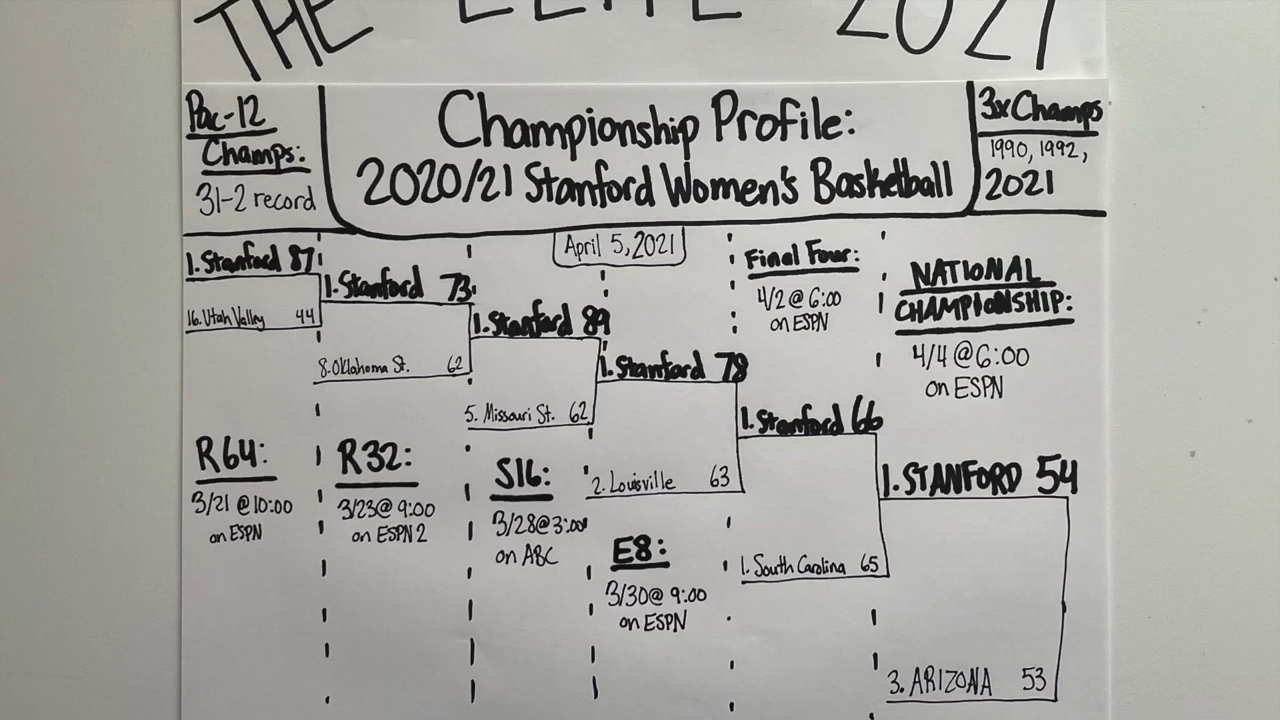 THE ELITE 2021
Pac-12
Champs:
31-2 record
Championship Profile:
2020/21 Stanford Women's Basketball
3x Champs
1990, 1992,
2021
April 5, 2021
1. Stanford 87
16. Utah Valley 44
R64:
3/21 @ 10:00
on ESPN
1. Stanford 73
8. Oklahoma St. 62
R32:
3/23 @ 9:00
on ESPN 2
1. Stanford 89
5. Missouri St. 62
S16:
3/28 @ 3:00
on ABC
1. Stanford 78
2. Louisville 63
E8:
3/30 @ 9:00
on ESPN
Final Four:
4/2 @ 6:00
on ESPN
1. Stanford 66
1. South Carolina 65
NATIONAL
CHAMPIONSHIP:
4/4 @ 6:00
on ESPN
1. STANFORD 54
3. ARIZONA 53